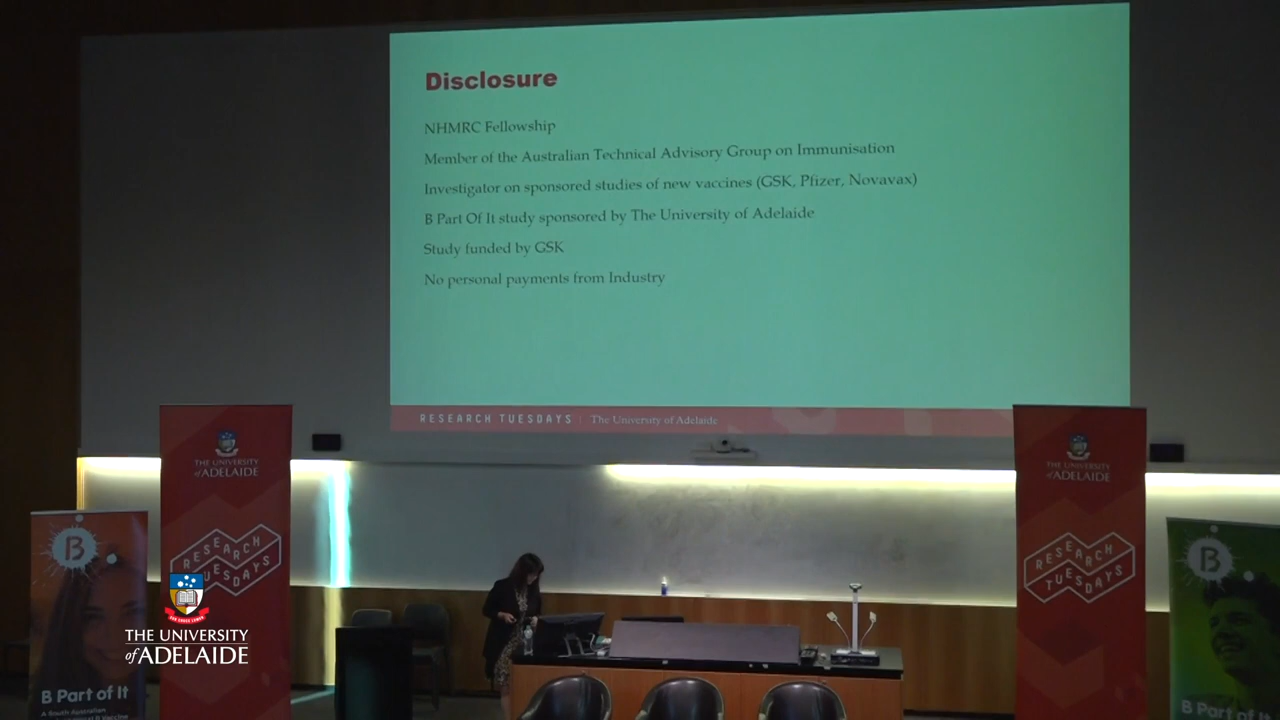 Disclosure
NHMRC Fellowship
Member of the Australian Technical Advisory Group on Immunisation
Investigator on sponsored studies of new vaccines (GSK, Pfizer, Novavax)
B Part Of It study sponsored by The University of Adelaide
Study funded by GSK
No personal payments from Industry
RESEARCH TUESDAYS | The University of Adelaide
THE UNIVERSITY
of ADELAIDE
RESEARCH
TUESDAYS
THE UNIVERSITY
of ADELAIDE
RESEARCH
TUESDAYS
B
B Part of It
A South Australian
B Vaccine
THE UNIVERSITY
of ADELAIDE
B
B Part of It